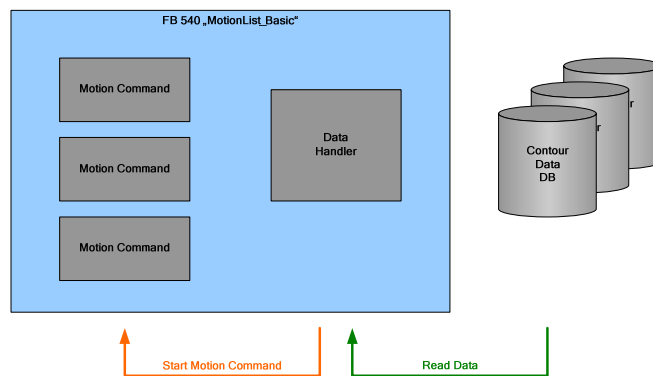 FB 540 „MotionList_Basic“
Motion Command
Motion Command
Motion Command
Data
Handler
Contour
Data
DB
r
r
Start Motion Command
Read Data